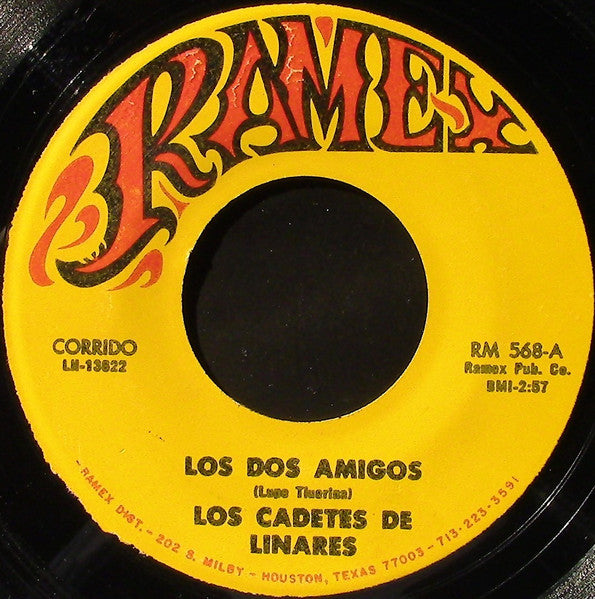 RAMEX
CORRIDO
LH-13622
RM 568-A
Ramex Pub. Co.
BMI-2:57
LOS DOS AMIGOS
(Lupe Tijerina)
LOS CADETES DE
LINARES
- RAMEX DIST. - 202 S. MILBY - HOUSTON, TEXAS 77003 - 713-223-3591